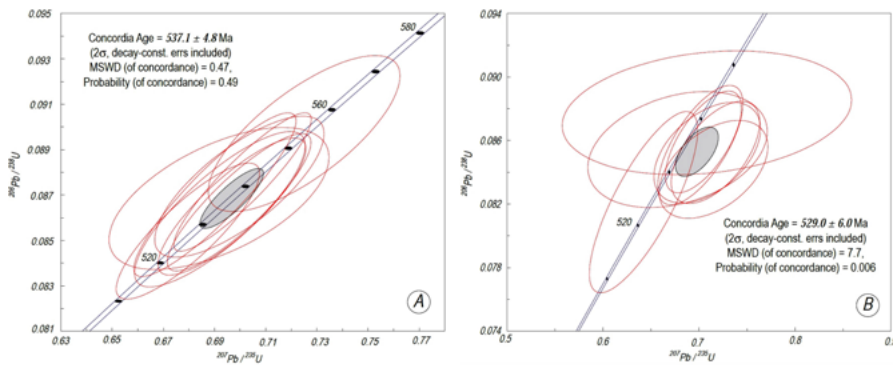 0.095
0.093
0.091
0.089
0.087
0.085
0.083
0.081
²⁰⁶Pb/²³⁸U
Concordia Age = 537.1 ± 4.8 Ma
(2σ, decay-const. errs included)
MSWD (of concordance) = 0.47,
Probability (of concordance) = 0.49
580
560
520
A
0.63
0.65
0.67
0.69
0.71
0.73
0.75
0.77
²⁰⁷Pb/²³⁵U
0.094
0.090
0.086
0.082
0.078
0.074
²⁰⁶Pb/²³⁸U
520
Concordia Age = 529.0 ± 6.0 Ma
(2σ, decay-const. errs included)
MSWD (of concordance) = 7.7,
Probability (of concordance) = 0.006
B
0.5
0.6
0.7
0.8
²⁰⁷Pb/²³⁵U